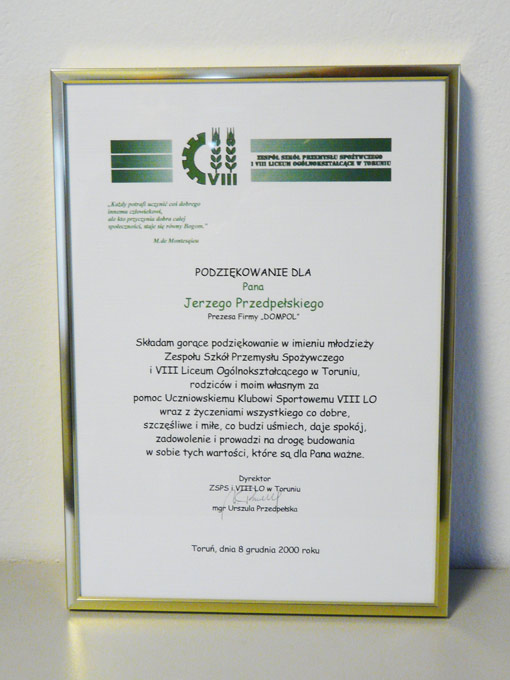 ZESPÓŁ SZKÓŁ PRZEMYSŁU SPOŻYWCZEGO
I VIII LICEUM OGÓLNOKSZTAŁCĄCE W TORUNIU
VIII
„Każdy potrafi uczynić coś dobrego
innemu człowiekowi,
ale kto przyczynia dobra całej
społeczności, staje się równy Bogom."
M.de Montesqiou
PODZIĘKOWANIE DLA
Pana
Jerzego Przedpełskiego
Prezesa Firmy „DOMPOL"
Składam gorące podziękowanie w imieniu młodzieży
Zespołu Szkół Przemysłu Spożywczego
i VIII Liceum Ogólnokształcącego w Toruniu,
rodziców i moim własnym za
pomoc Uczniowskiemu Klubowi Sportowemu VIII LO
wraz z życzeniami wszystkiego co dobre,
szczęśliwe i miłe, co budzi uśmiech, daje spokój,
zadowolenie i prowadzi na drogę budowania
w sobie tych wartości, które są dla Pana ważne.
Dyrektor
ZSPS i VIII LO w Toruniu
mgr Urszula Przedpełska
Toruń, dnia 8 grudnia 2000 roku